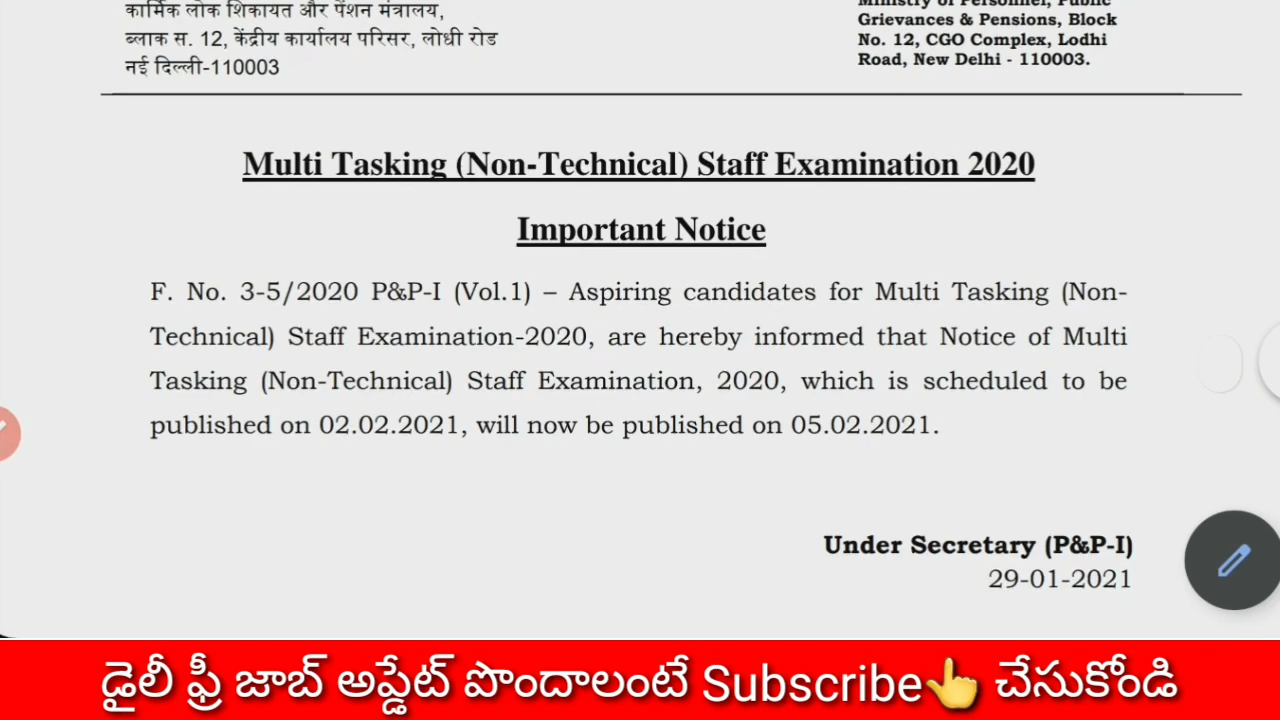 कार्मिक लोक शिकायत और पेंशन मंत्रालय,
ब्लाक स. 12, केंद्रीय कार्यालय परिसर, लोधी रोड
नई दिल्ली-110003
Ministry of Personnel, Public
Grievances & Pensions, Block
No. 12, CGO Complex, Lodhi
Road, New Delhi - 110003.
Multi Tasking (Non-Technical) Staff Examination 2020
Important Notice
F. No. 3-5/2020 P&P-I (Vol.1) – Aspiring candidates for Multi Tasking (Non-
Technical) Staff Examination-2020, are hereby informed that Notice of Multi
Tasking (Non-Technical) Staff Examination, 2020, which is scheduled to be
published on 02.02.2021, will now be published on 05.02.2021.
Under Secretary (P&P-I)
29-01-2021
డైలీ ఫ్రీ జాబ్ అప్డేట్ పొందాలంటే Subscribe👆 చేసుకోండి